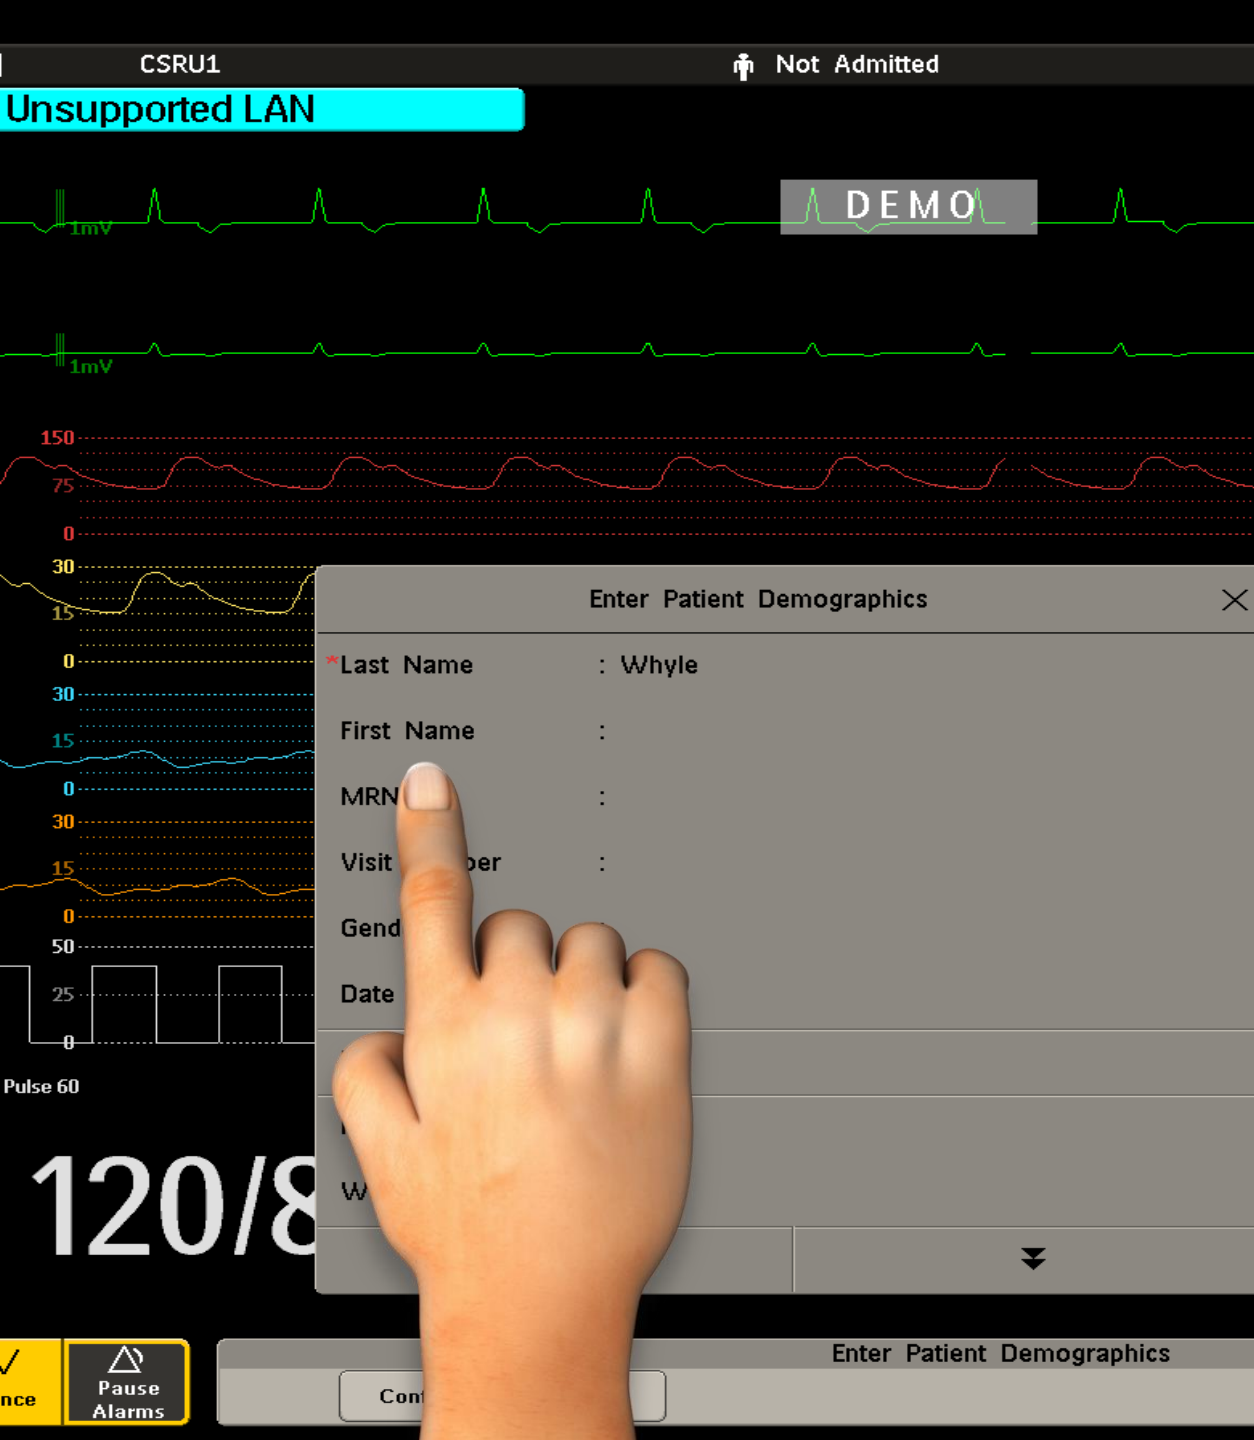 CSRU1
Not Admitted
Unsupported LAN
DEMO
1mV
1mV
150
75
0
30
15
0
30
15
0
30
15
0
50
25
0
Enter Patient Demographics
*Last Name : Whyle
First Name :
MRN :
Visit :
Date
Pulse 60
120/8
Pause
Alarms
Enter Patient Demographics